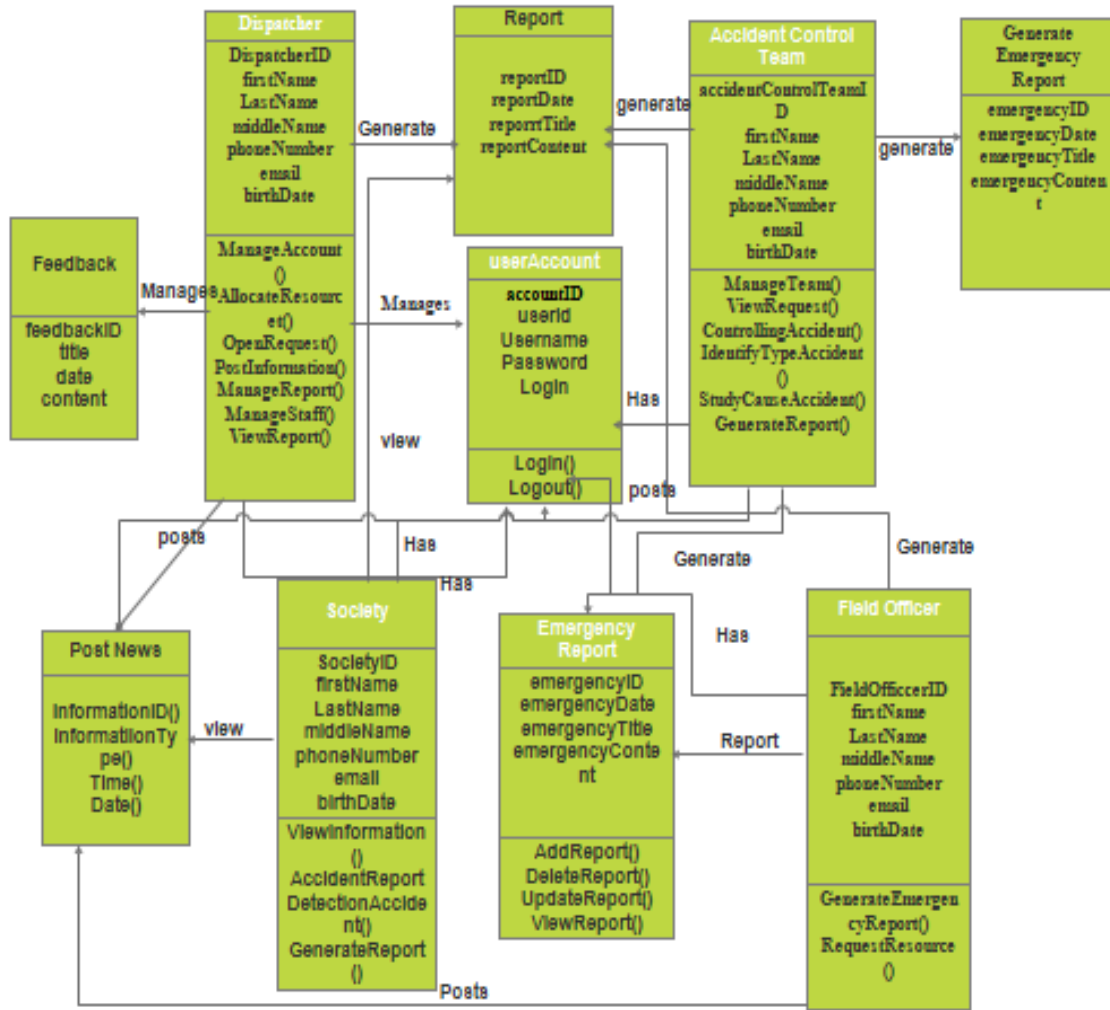 Dispatcher
DispatcherID
firstName
LastName
middleName
phoneNumber
email
birthDate
ManageAccount
()
AllocateResourc
et()
OpenRequest()
PostInformation()
ManageReport()
ManageStaff()
ViewReport()
Report
reportID
reportDate
reporrtTitle
reportContent
Accident Control
Team
accidentControlTeamI
D
firstName
LastName
middleName
phoneNumber
email
birthDate
ManageTeam()
ViewRequest()
ControllingAccident()
IdentifyTypeAccident
()
StudyCauseAccident()
GenerateReport()
Generate
Emergency
Report
emergencyID
emergencyDate
emergencyTitle
emergencyConten
t
Generate
generate
generate
Feedback
feedbackID
title
date
content
Manages
Manages
userAccount
accountID
userId
Username
Password
Login
Login()
Logout()
Has
view
posts
posts
Has
Has
Generate
Generate
Has
Post News
InformationID()
InformatiionTy
pe()
Time()
Date()
view
Society
SocietyID
firstName
LastName
middleName
phoneNumber
email
birthDate
ViewInformation
()
AccidentReport
DetectionAccide
nt()
GenerateReport
()
Emergency
Report
emergencyID
emergencyDate
emergencyTitle
emergencyConte
nt
AddReport()
DeleteReport()
UpdateReport()
ViewReport()
Report
Field Officer
FieldOfficcerID
firstName
LastName
middleName
phoneNumber
email
birthDate
GenerateEmergen
cyReport()
RequestResource
()
Posts